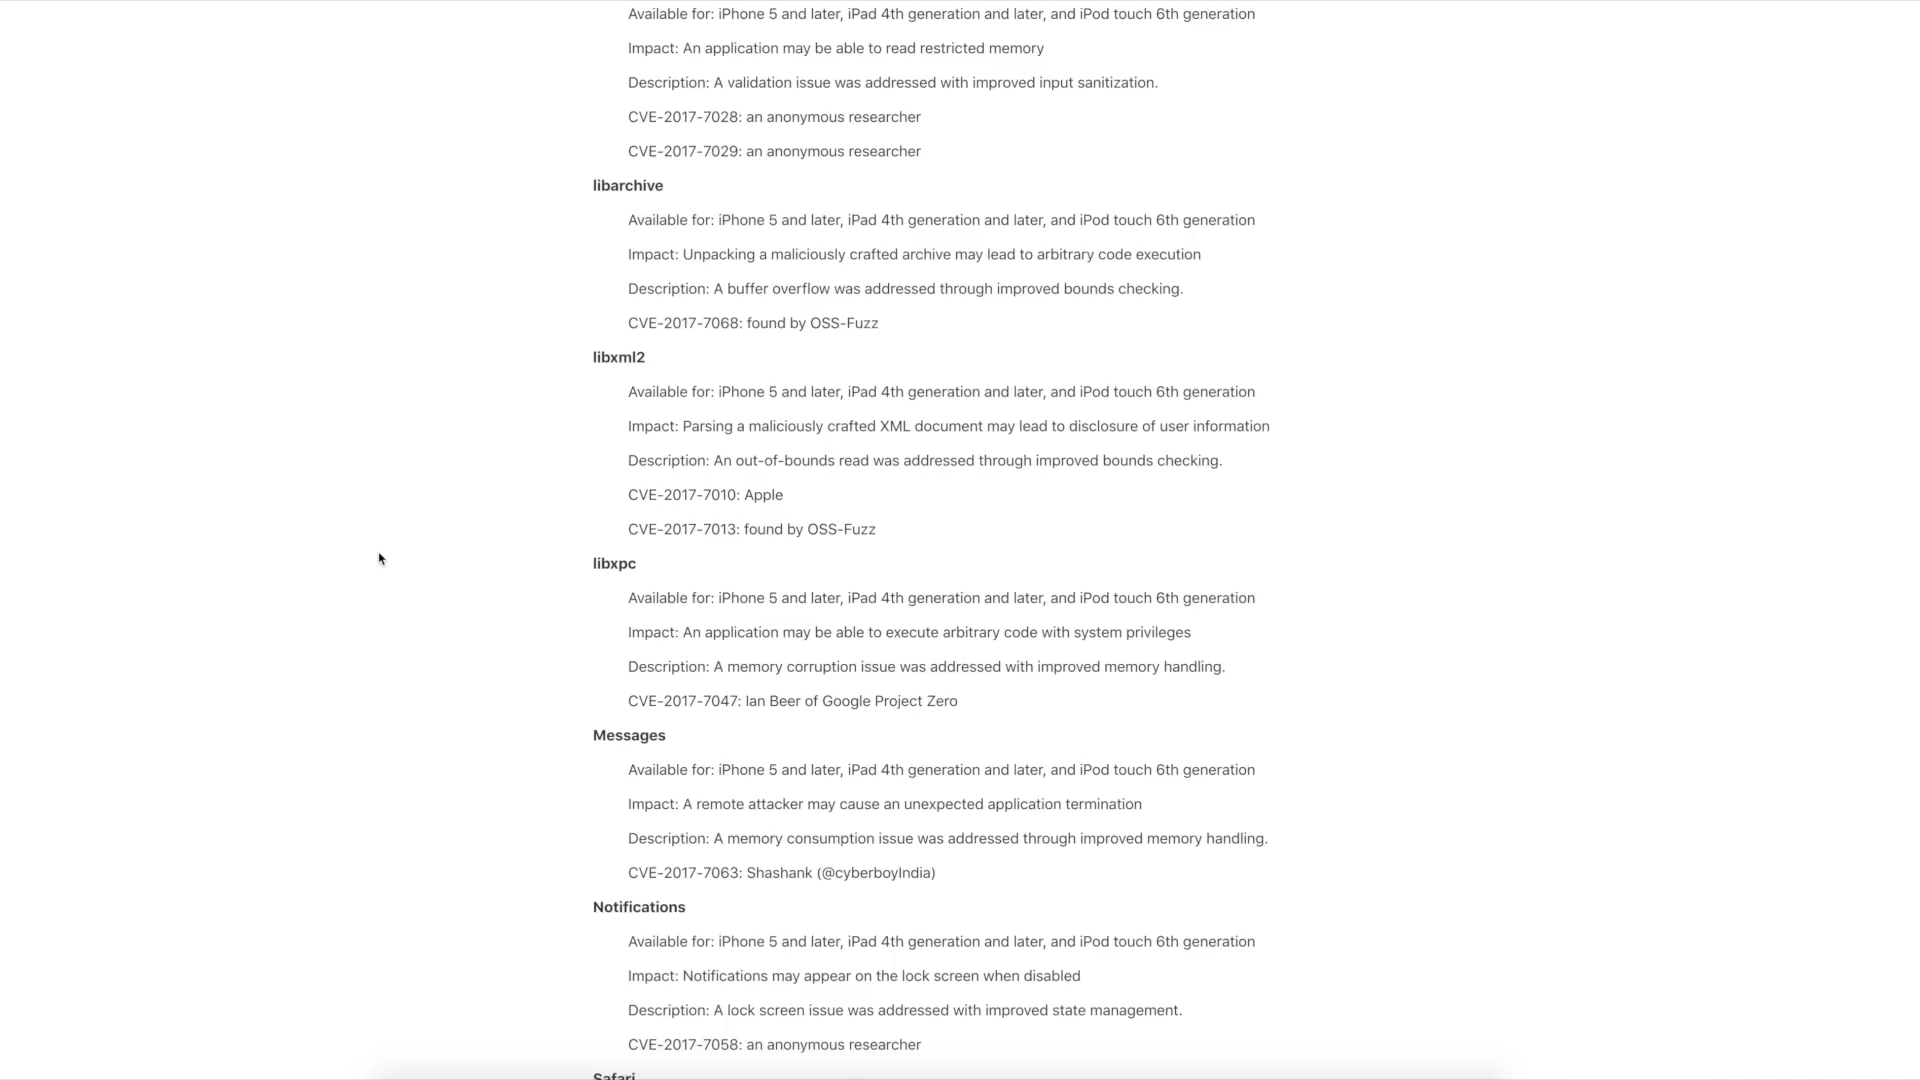 Available for: iPhone 5 and later, iPad 4th generation and later, and iPod touch 6th generation
Impact: An application may be able to read restricted memory
Description: A validation issue was addressed with improved input sanitization.
CVE-2017-7028: an anonymous researcher
CVE-2017-7029: an anonymous researcher
libarchive
Available for: iPhone 5 and later, iPad 4th generation and later, and iPod touch 6th generation
Impact: Unpacking a maliciously crafted archive may lead to arbitrary code execution
Description: A buffer overflow was addressed through improved bounds checking.
CVE-2017-7068: found by OSS-Fuzz
libxml2
Available for: iPhone 5 and later, iPad 4th generation and later, and iPod touch 6th generation
Impact: Parsing a maliciously crafted XML document may lead to disclosure of user information
Description: An out-of-bounds read was addressed through improved bounds checking.
CVE-2017-7010: Apple
CVE-2017-7013: found by OSS-Fuzz
libxpc
Available for: iPhone 5 and later, iPad 4th generation and later, and iPod touch 6th generation
Impact: An application may be able to execute arbitrary code with system privileges
Description: A memory corruption issue was addressed with improved memory handling.
CVE-2017-7047: Ian Beer of Google Project Zero
Messages
Available for: iPhone 5 and later, iPad 4th generation and later, and iPod touch 6th generation
Impact: A remote attacker may cause an unexpected application termination
Description: A memory consumption issue was addressed through improved memory handling.
CVE-2017-7063: Shashank (@cyberboyIndia)
Notifications
Available for: iPhone 5 and later, iPad 4th generation and later, and iPod touch 6th generation
Impact: Notifications may appear on the lock screen when disabled
Description: A lock screen issue was addressed with improved state management.
CVE-2017-7058: an anonymous researcher
Safari